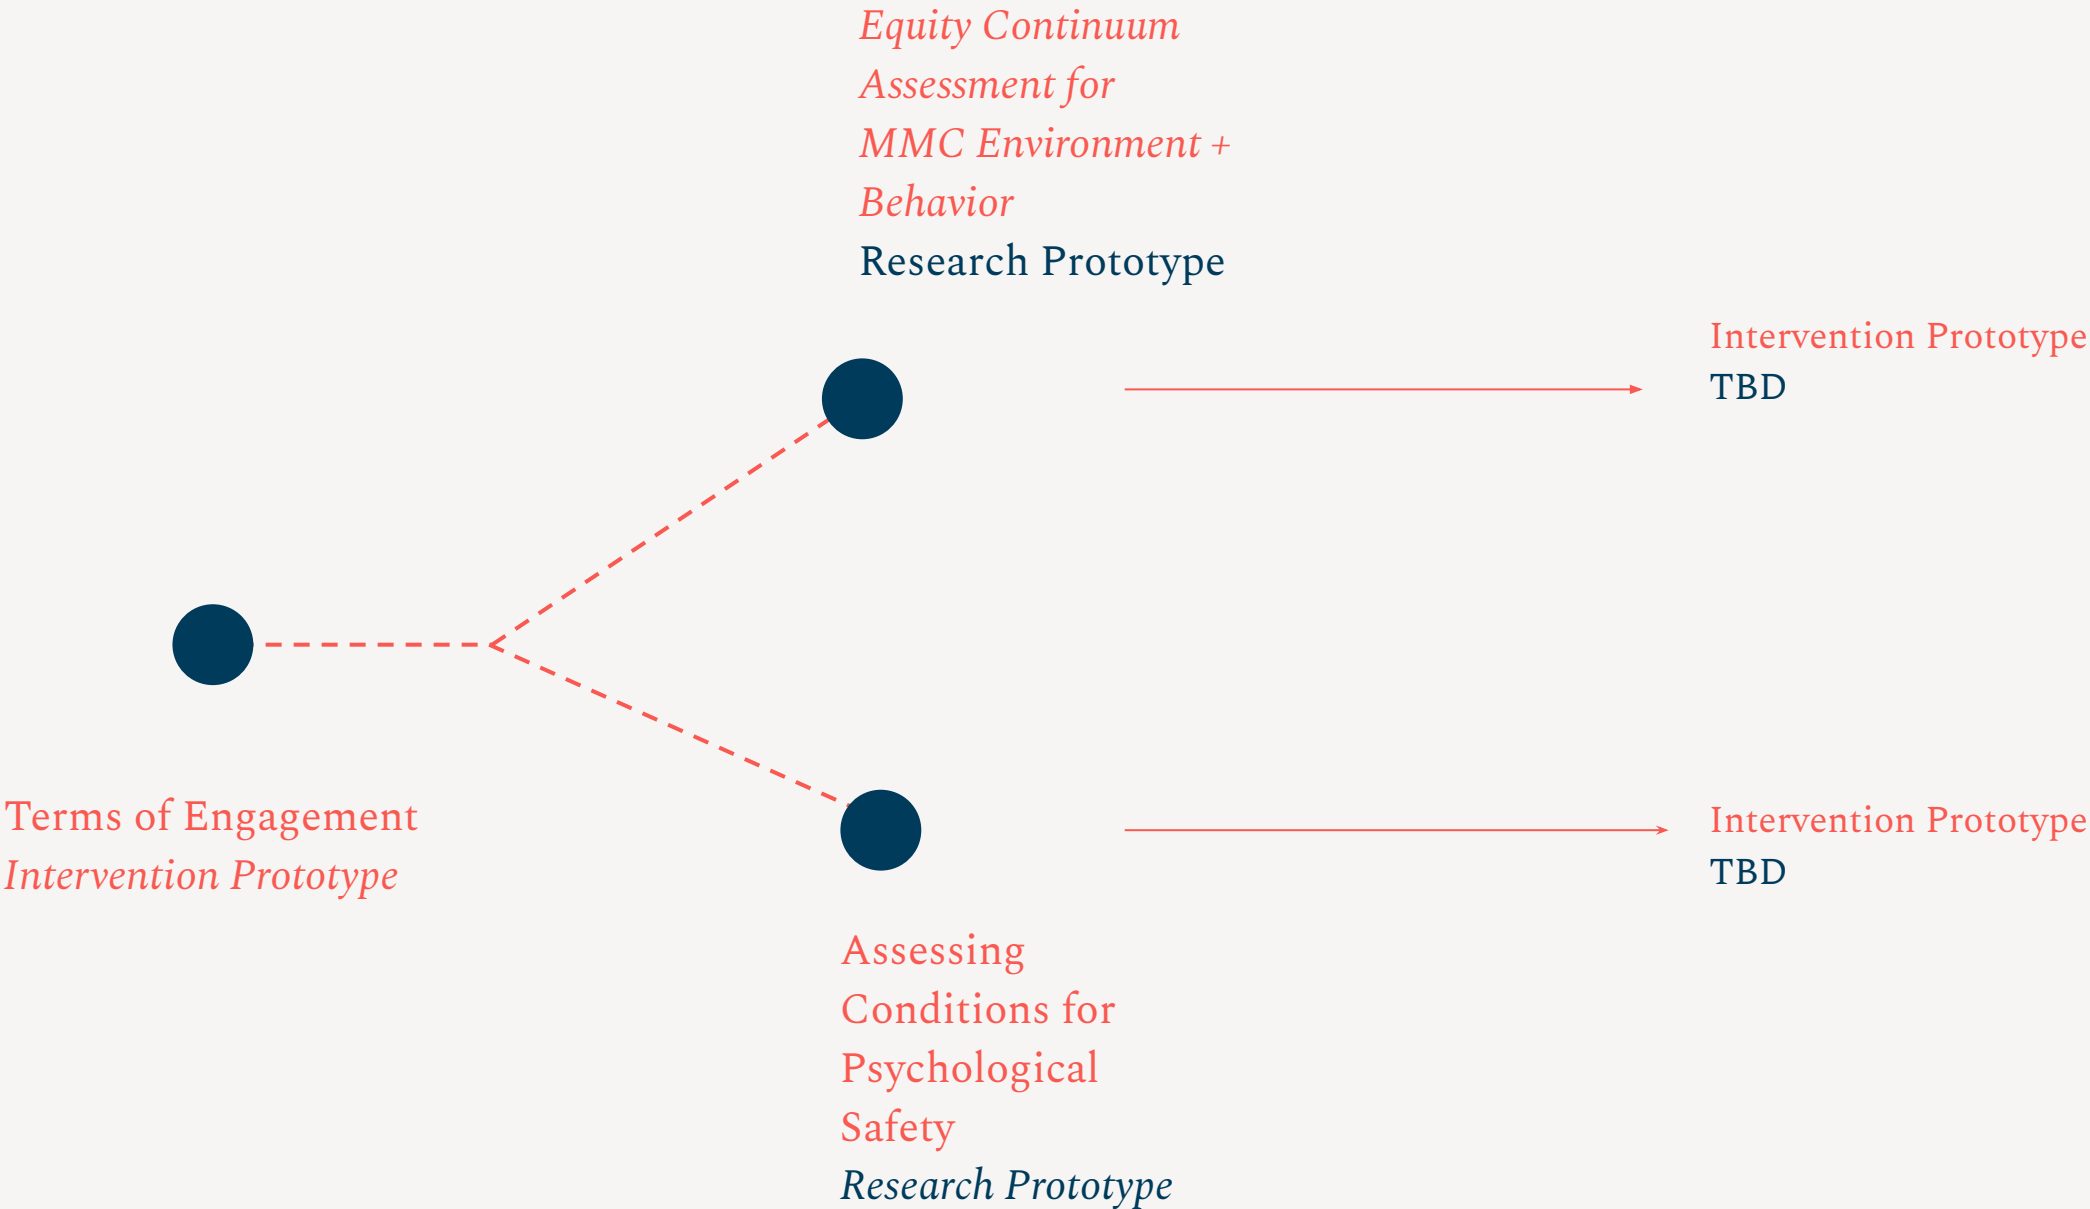 Equity Continuum
Assessment for
MMC Environment +
Behavior
Research Prototype
Intervention Prototype
TBD
Terms of Engagement
Intervention Prototype
Intervention Prototype
TBD
Assessing
Conditions for
Psychological
Safety
Research Prototype